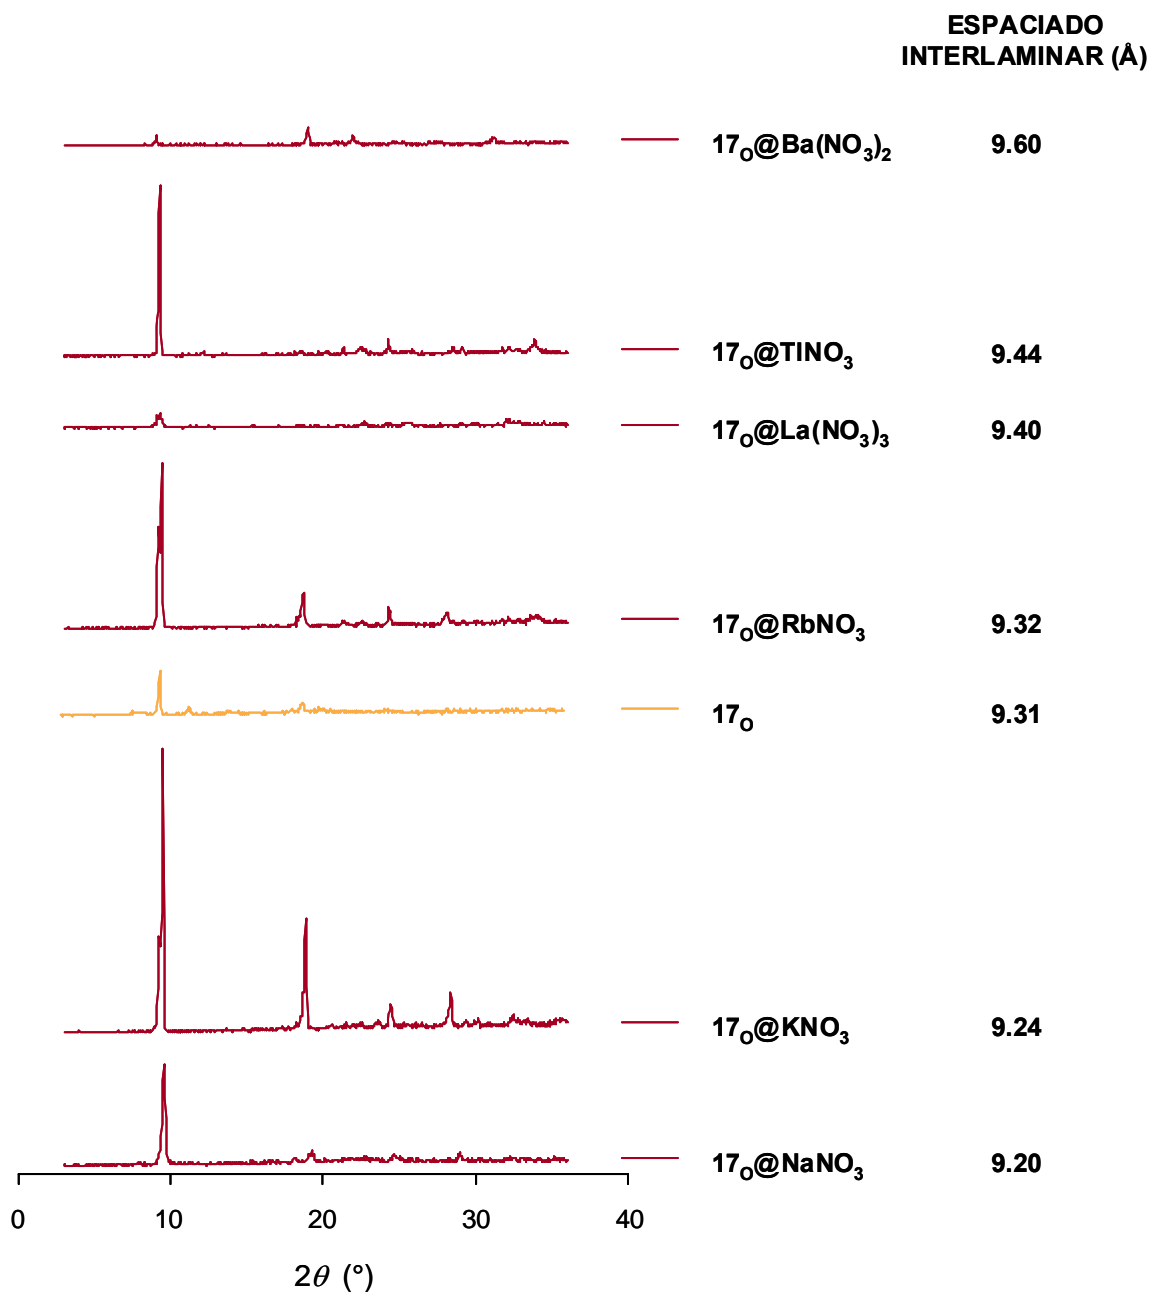 ESPACIADO
INTERLAMINAR (Å)
17O@Ba(NO3)2 9.60
17O@TlNO3 9.44
17O@La(NO3)3 9.40
17O@RbNO3 9.32
17O 9.31
17O@KNO3 9.24
17O@NaNO3 9.20
0 10 20 30 40
2θ (°)